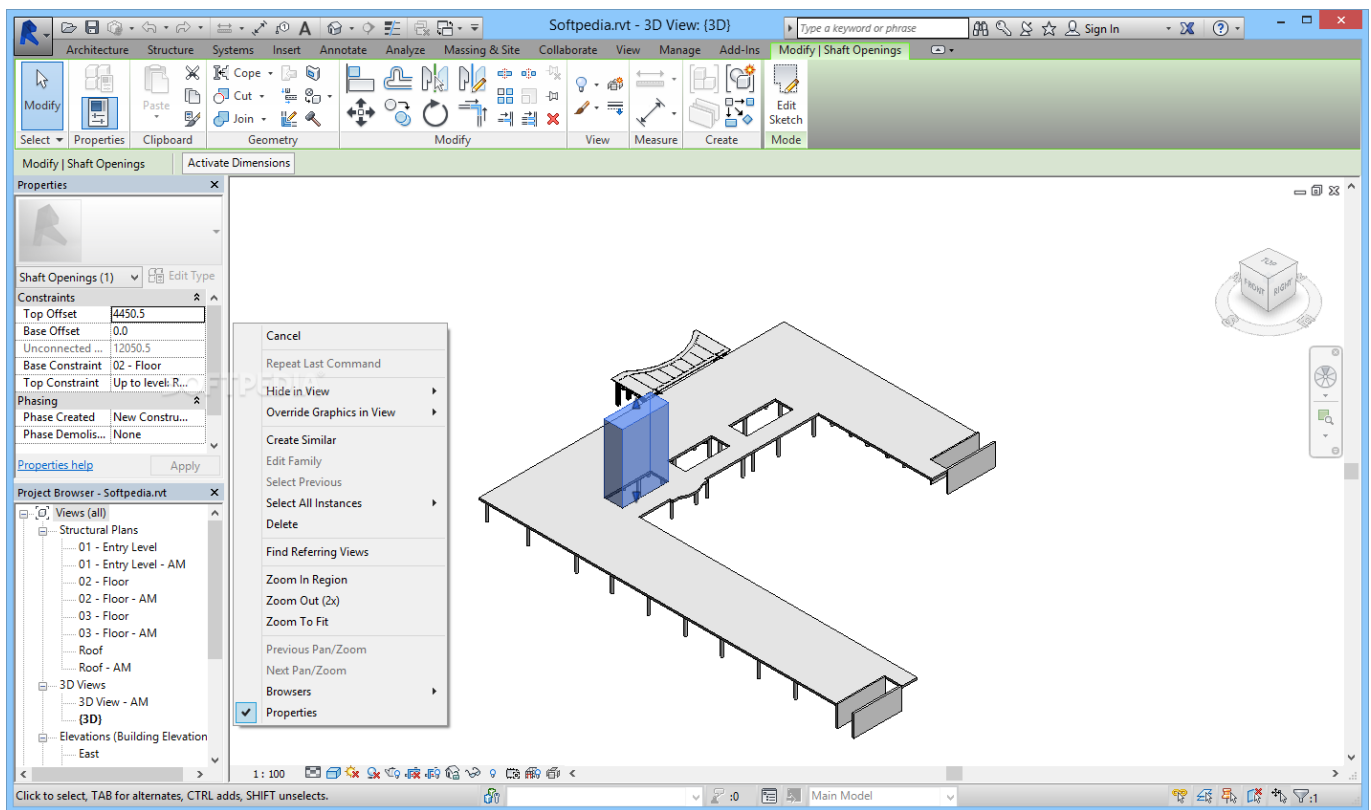 Softpedia.rvt - 3D View: {3D}
Type a keyword or phrase
Sign In
Architecture Structure Systems Insert Annotate Analyze Massing & Site Collaborate View Manage Add-Ins Modify | Shaft Openings
Modify
Paste
Cope
Cut
Join
Edit
Sketch
Select Properties Clipboard Geometry Modify View Measure Create Mode
Modify | Shaft Openings Activate Dimensions
Properties
Shaft Openings (1) Edit Type
Constraints
Top Offset 4450.5
Base Offset 0.0
Unconnected ... 12050.5
Base Constraint 02 - Floor
Top Constraint Up to level: R...
Phasing
Phase Created New Constru...
Phase Demolis... None
Properties help Apply
Project Browser - Softpedia.rvt
Views (all)
Structural Plans
01 - Entry Level
01 - Entry Level - AM
02 - Floor
02 - Floor - AM
03 - Floor
03 - Floor - AM
Roof
Roof - AM
3D Views
3D View - AM
{3D}
Elevations (Building Elevation
East
Cancel
Repeat Last Command
Hide in View
Override Graphics in View
Create Similar
Edit Family
Select Previous
Select All Instances
Delete
Find Referring Views
Zoom In Region
Zoom Out (2x)
Zoom To Fit
Previous Pan/Zoom
Next Pan/Zoom
Browsers
Properties
SOFTPEDIA
TOP
FRONT
RIGHT
1 : 100
Click to select, TAB for alternates, CTRL adds, SHIFT unselects.
:0
Main Model
:1